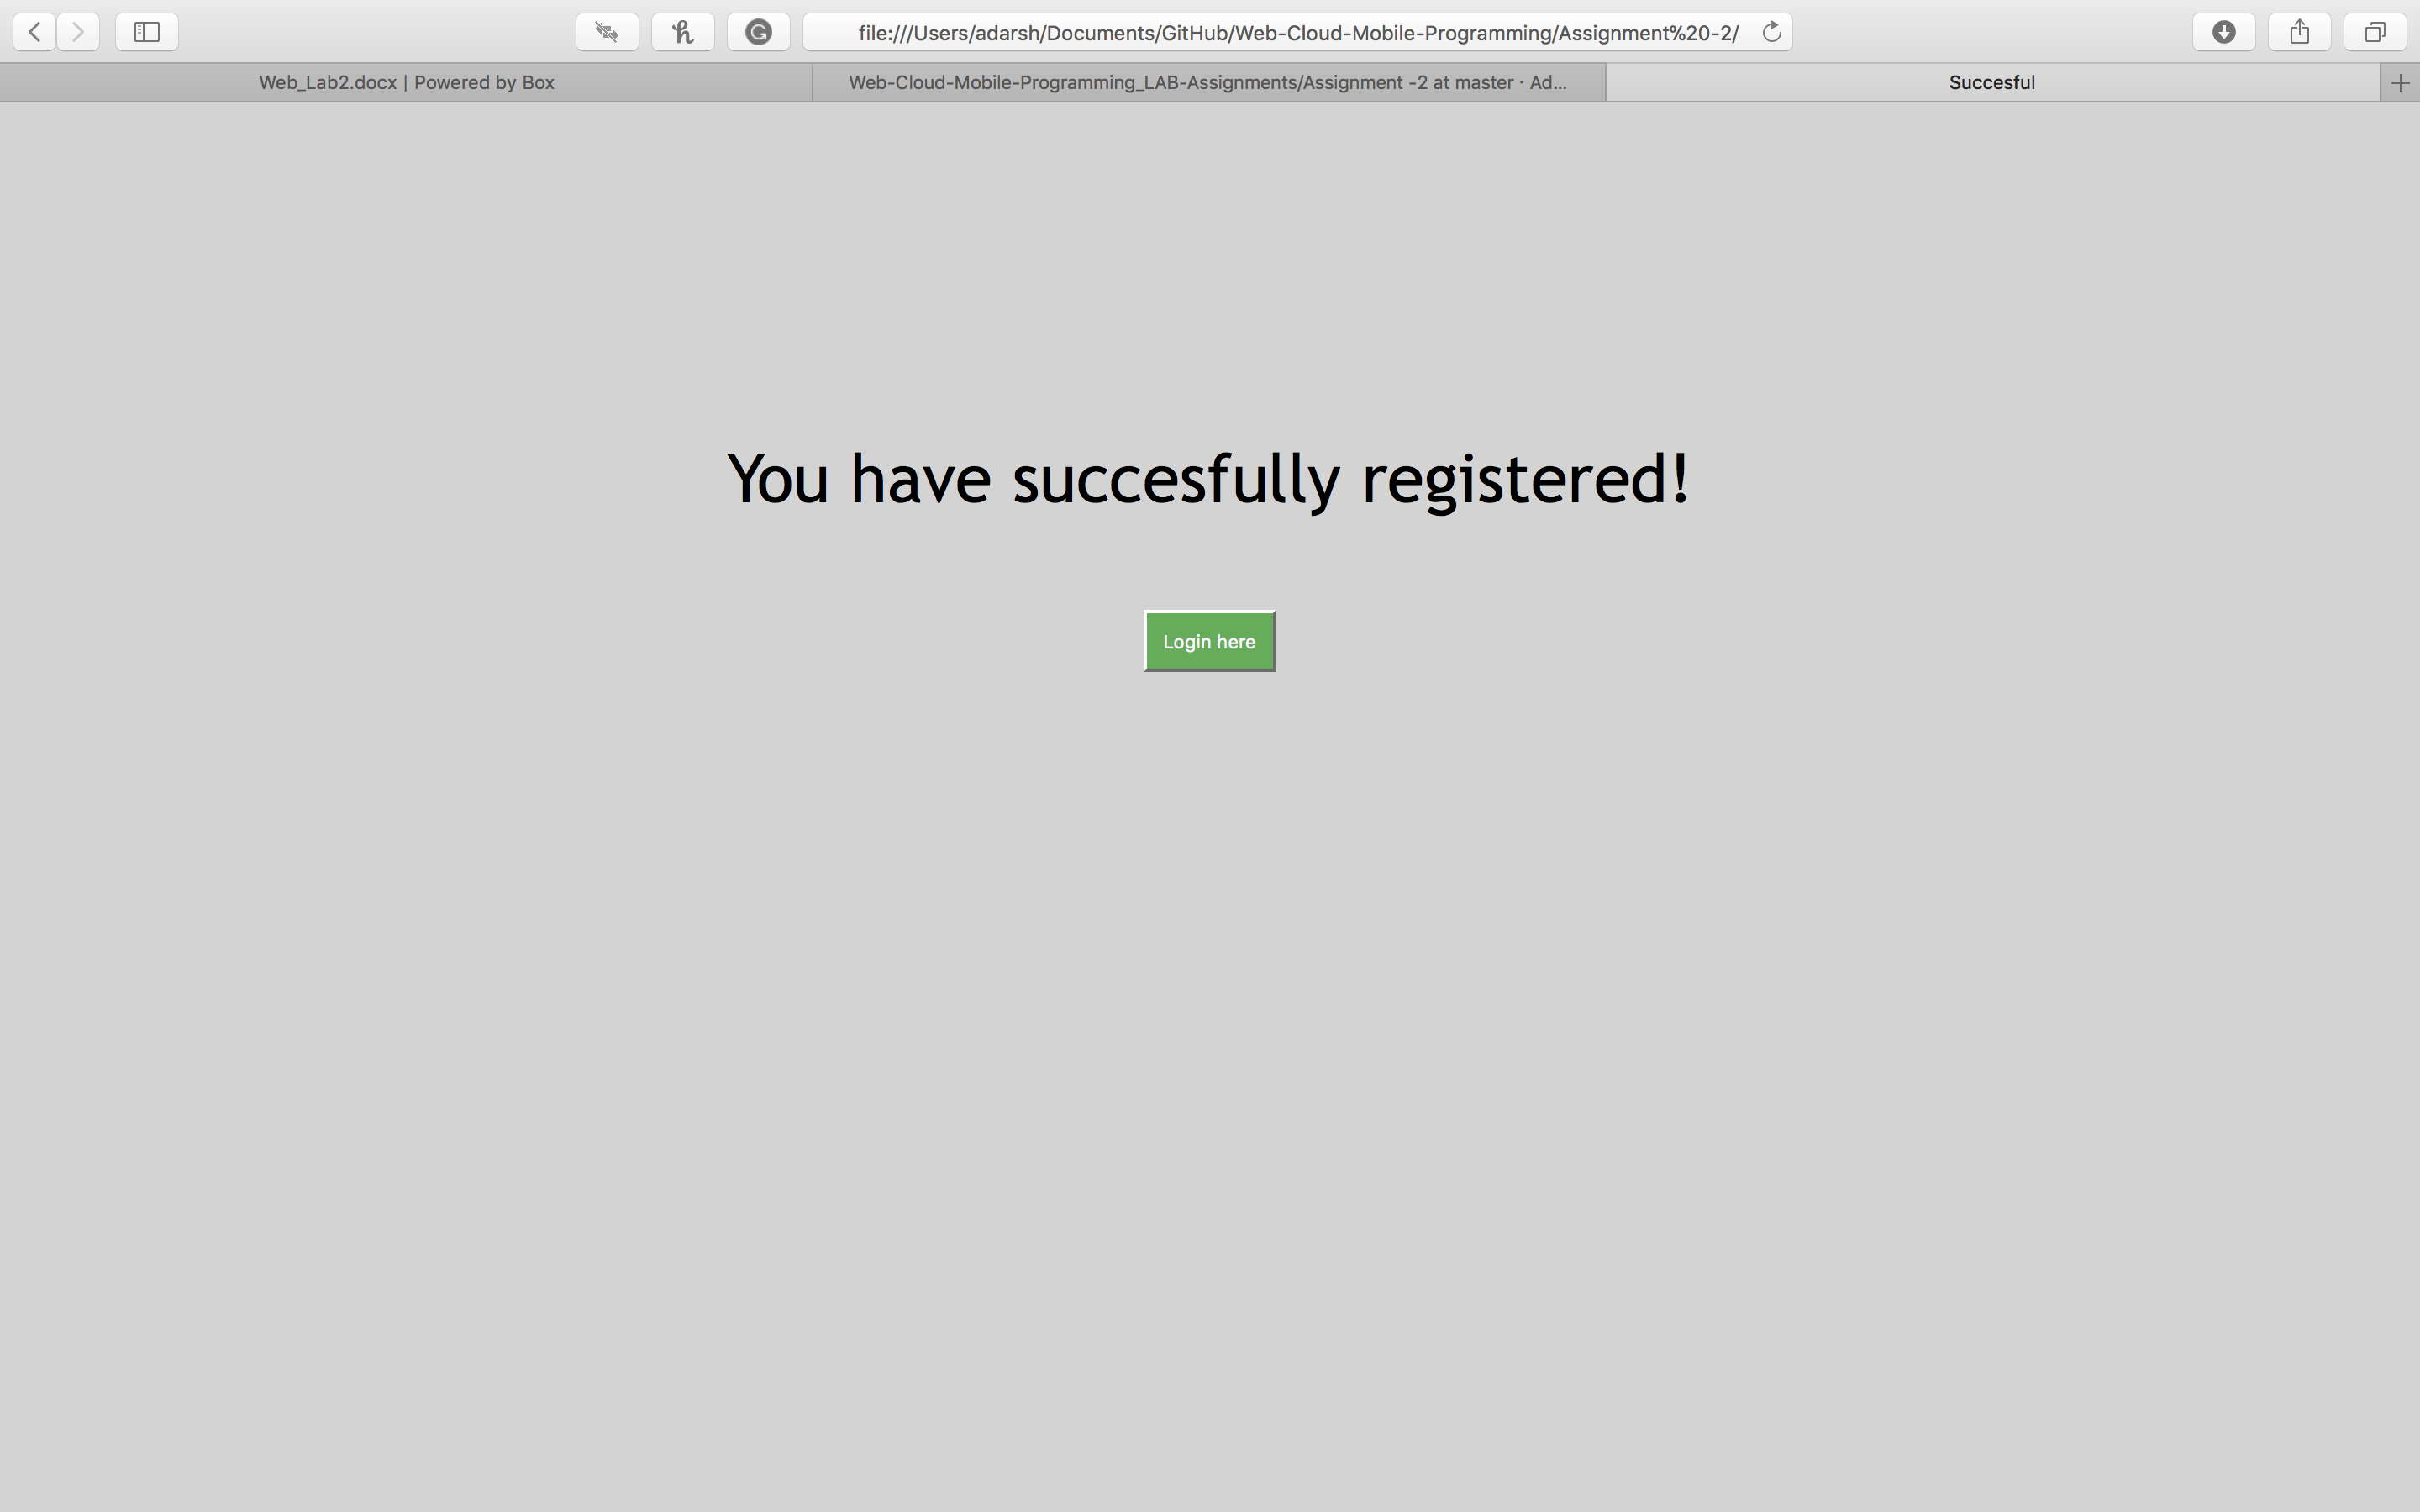 file:///Users/adarsh/Documents/GitHub/Web-Cloud-Mobile-Programming/Assignment%20-2/
Web_Lab2.docx | Powered by Box
Web-Cloud-Mobile-Programming_LAB-Assignments/Assignment -2 at master · Ad...
Succesful
You have succesfully registered!
Login here